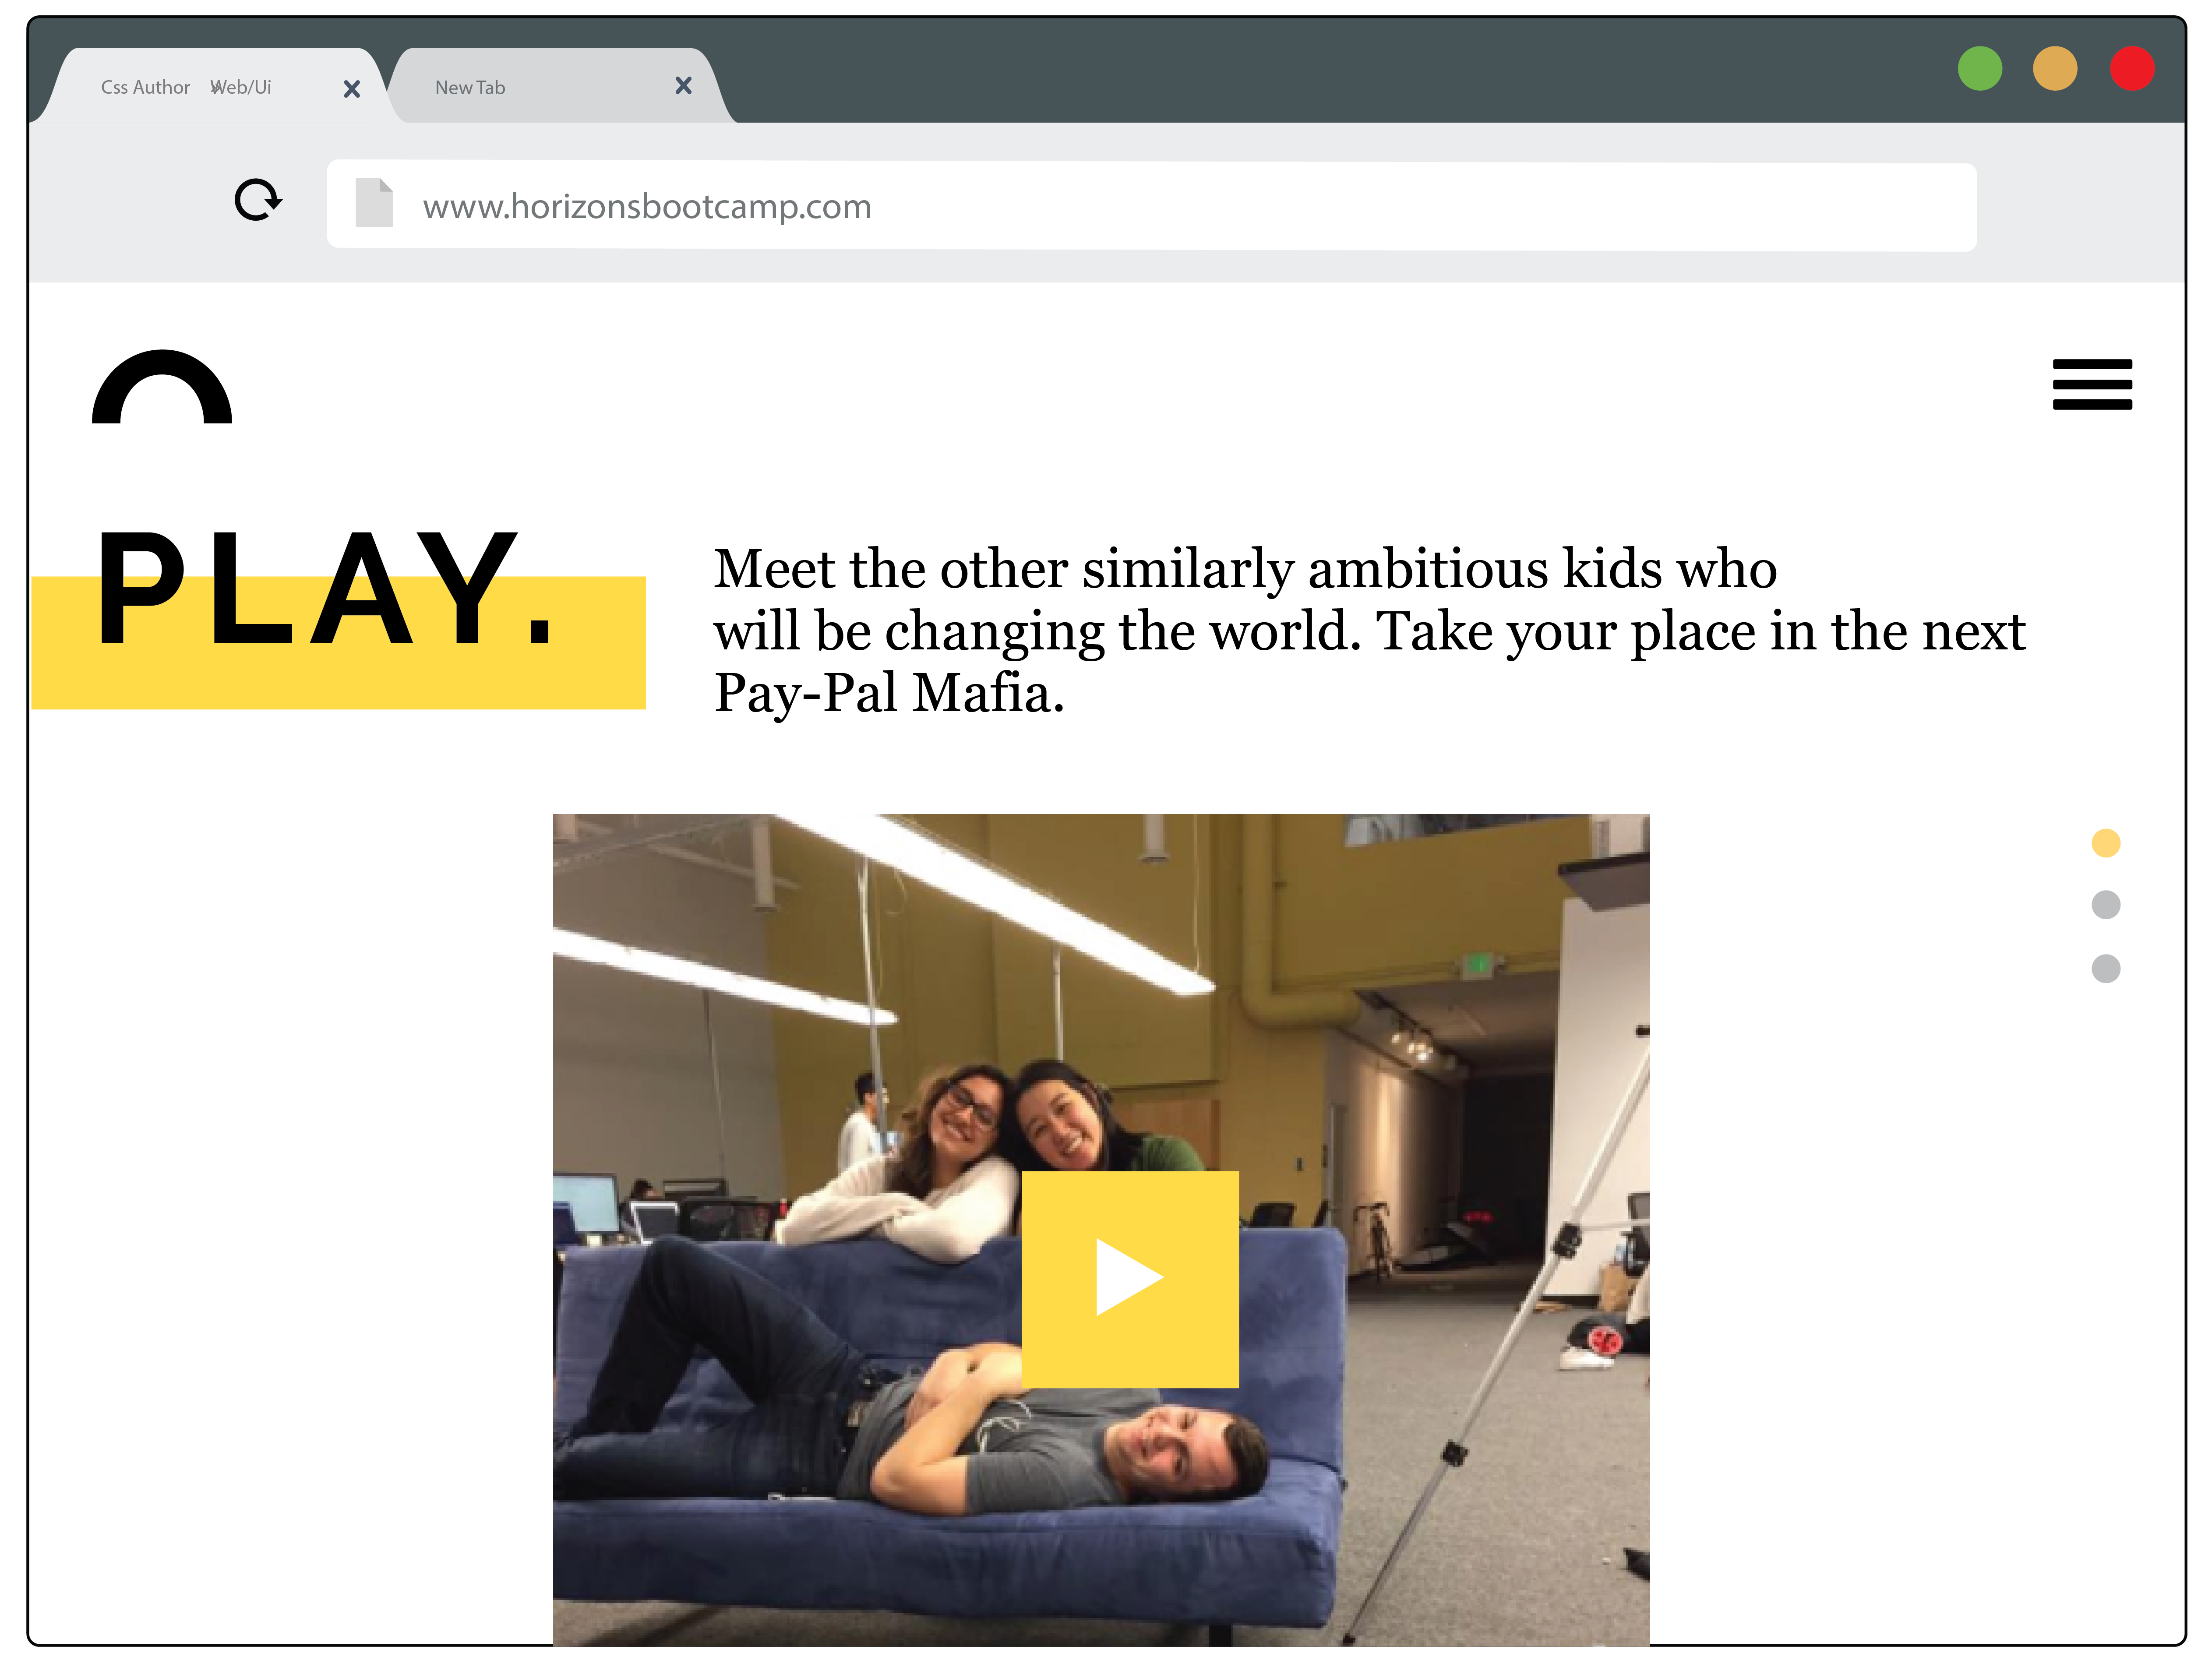 Css Author » Web/Ui
New Tab
www.horizonsbootcamp.com
PLAY.
Meet the other similarly ambitious kids who
will be changing the world. Take your place in the next
Pay-Pal Mafia.